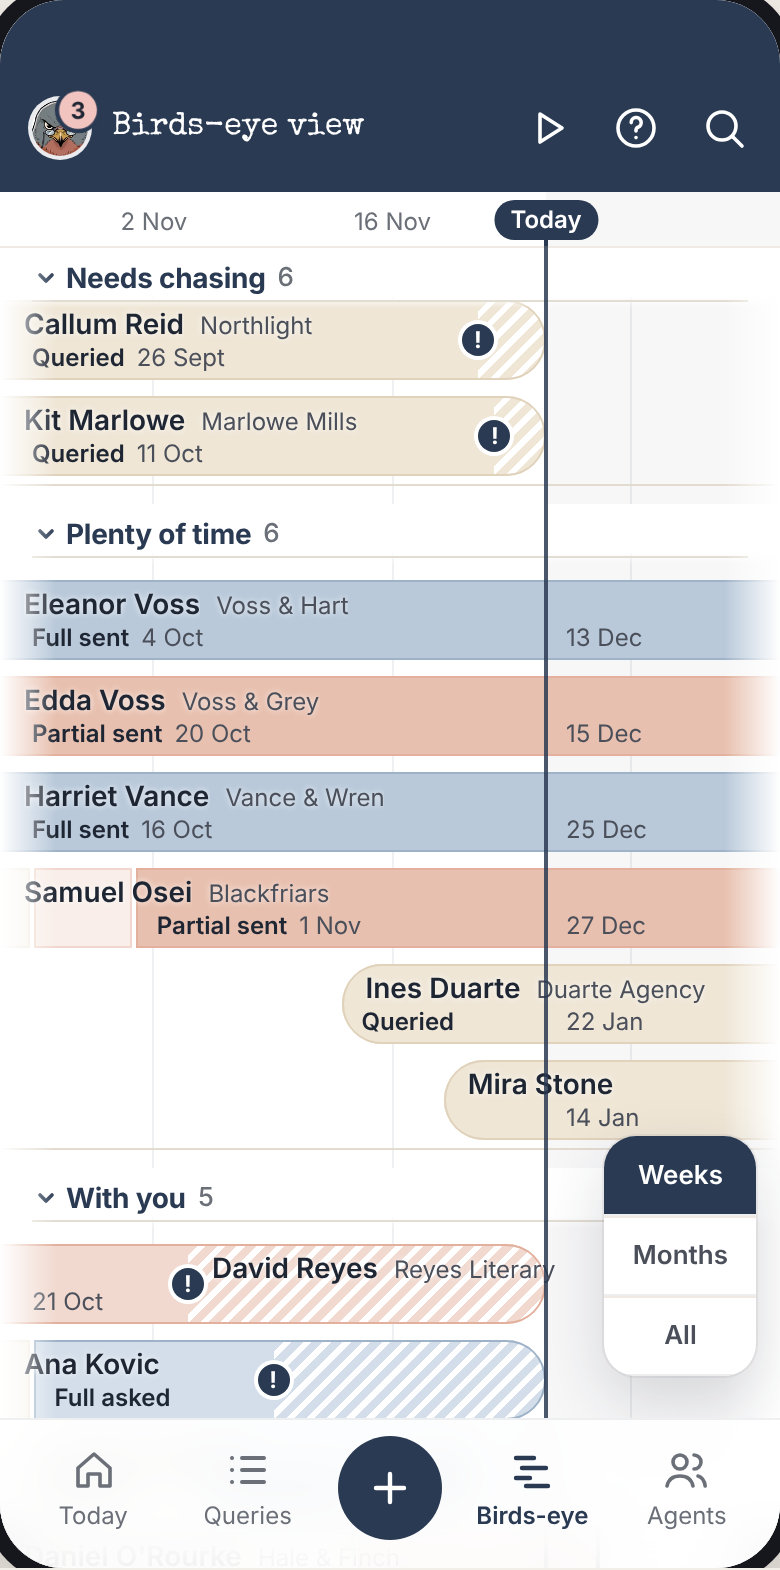 3
Birds-eye view
2 Nov 16 Nov Today
Needs chasing 6
Callum Reid Northlight
Queried 26 Sept
!
Kit Marlowe Marlowe Mills
Queried 11 Oct
!
Plenty of time 6
Eleanor Voss Voss & Hart
Full sent 4 Oct 13 Dec
Edda Voss Voss & Grey
Partial sent 20 Oct 15 Dec
Harriet Vance Vance & Wren
Full sent 16 Oct 25 Dec
Samuel Osei Blackfriars
Partial sent 1 Nov 27 Dec
Ines Duarte Duarte Agency
Queried 22 Jan
Mira Stone
14 Jan
With you 5
David Reyes Reyes Literary
!
21 Oct
Ana Kovic
!
Full asked
Weeks
Months
All
Today Queries + Birds-eye Agents
Daniel O'Rourke Hale & Finch